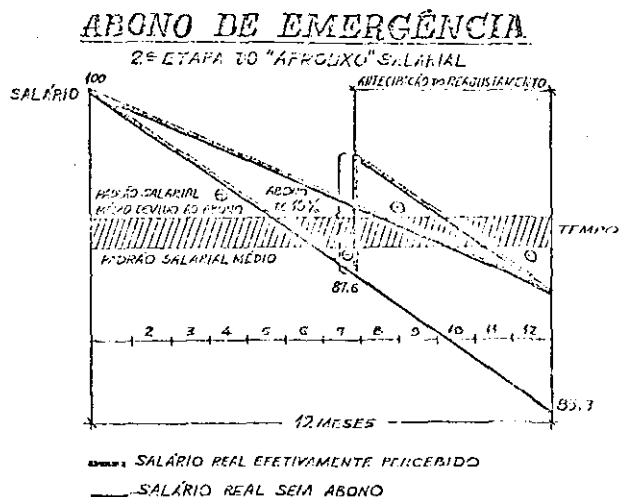 ABONO DE EMERGÊNCIA
2ª ETAPA DO "AFROUXO" SALARIAL
100
ANTECIPAÇÃO DO REAJUSTAMENTO
SALÁRIO
PADRÃO SALARIAL
MÉDIO DEVIDO AO ABONO
ABONO
DE 10%
TEMPO
PADRÃO SALARIAL MÉDIO
87.6
2 3 4 5 6 7 8 9 10 11 12
12 MESES
SALÁRIO REAL EFETIVAMENTE PERCEBIDO
SALÁRIO REAL SEM ABONO